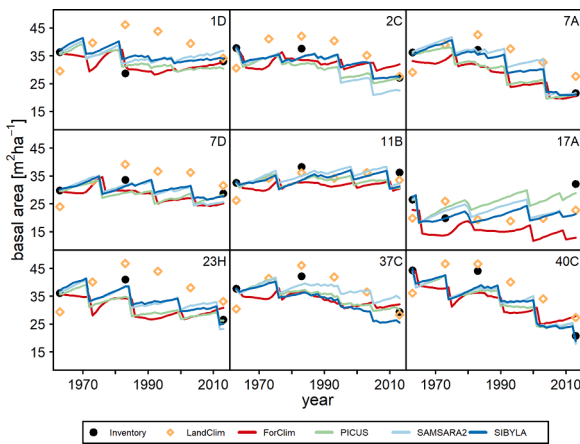 1D 2C 7A
45
35
25
15
7D 11B 17A
45
35
25
15
23H 37C 40C
45
35
25
15
basal area [m²ha⁻¹]
1970 1990 2010 1970 1990 2010 1970 1990 2010
year
Inventory LandClim ForClim PICUS SAMSARA2 SIBYLA